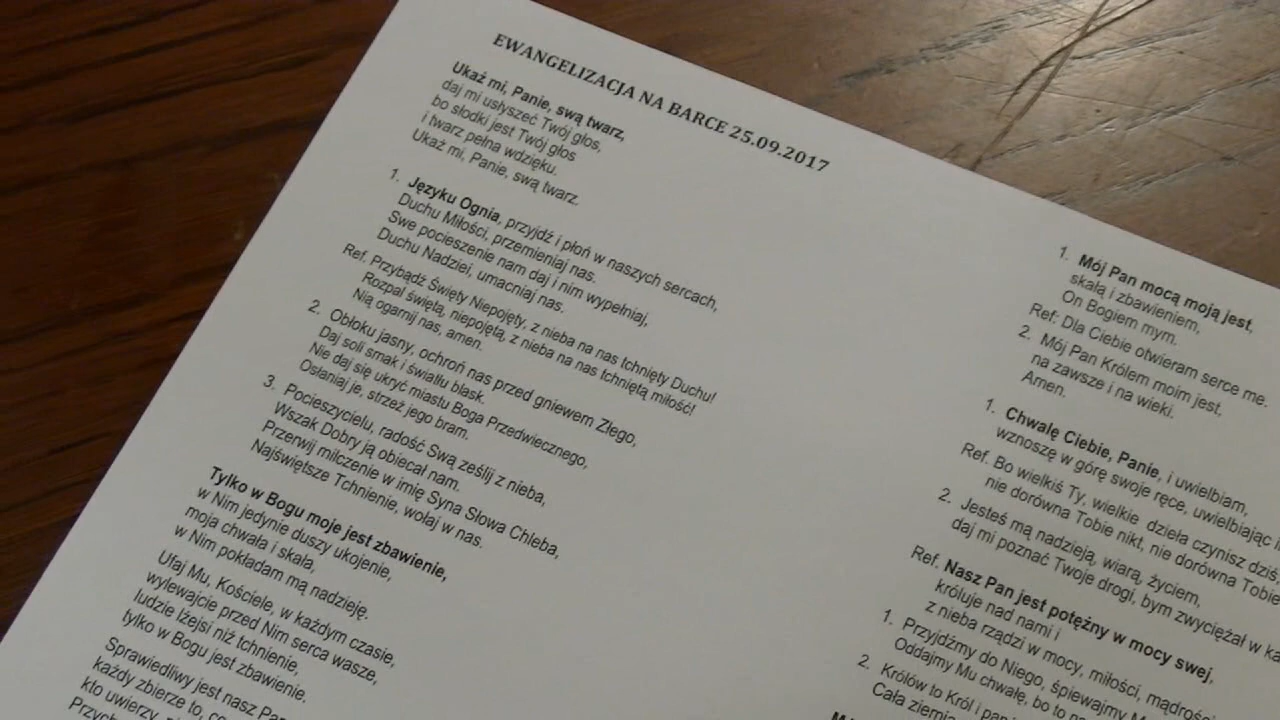 EWANGELIZACJA NA BARCE 25.09.2017
Ukaż mi, Panie, swą twarz,
daj mi usłyszeć Twój głos,
bo słodki jest Twój głos
i twarz pełna wdzięku.
Ukaż mi, Panie, swą twarz.
1. Języku Ognia, przyjdź i płoń w naszych sercach,
Duchu Miłości, przemieniaj nas.
Swe pocieszenie nam daj i nim wypełniaj,
Duchu Nadziei, umacniaj nas.
Ref. Przybądź Święty Niepojęty, z nieba na nas tchnięty Duchu!
Rozpal świętą, niepojętą, z nieba na nas tchniętą miłość!
Nią ogarnij nas, amen.
2. Obłoku jasny, ochroń nas przed gniewem Złego,
Daj soli smak i światłu blask.
Nie daj się ukryć miastu Boga Przedwiecznego,
Osłaniaj je, strzeż jego bram.
3. Pocieszycielu, radość Swą ześlij z nieba,
Wszak Dobry ją obiecał nam.
Przerwij milczenie w imię Syna Słowa Chleba,
Najświętsze Tchnienie, wołaj w nas.
Tylko w Bogu moje jest zbawienie,
w Nim jedynie duszy ukojenie,
moja chwała i skała,
w Nim pokładam mą nadzieję.
Ufaj Mu, Kościele, w każdym czasie,
wylewajcie przed Nim serca wasze,
ludzie lżejsi niż tchnienie,
tylko w Bogu jest zbawienie.
Sprawiedliwy jest nasz Pan
każdy zbierze to,
kto uwierzy,
1. Mój Pan mocą moją jest,
skałą i zbawieniem,
On Bogiem mym.
Ref: Dla Ciebie otwieram serce me.
2. Mój Pan Królem moim jest,
na zawsze i na wieki.
Amen.
1. Chwalę Ciebie, Panie, i uwielbiam,
wznoszę w górę swoje ręce, uwielbiając
Ref. Bo wielkiś Ty, wielkie dzieła czynisz dziś
nie dorówna Tobie nikt, nie dorówna Tobie
2. Jesteś mą nadzieją, wiarą, życiem,
daj mi poznać Twoje drogi, bym zwyciężał w
Ref. Nasz Pan jest potężny w mocy swej,
króluje nad nami i
z nieba rządzi w mocy, miłości,
1. Przyjdźmy do Niego, śpiewajmy
Oddajmy Mu chwałę, bo to
2. Królów to Król i
Cała